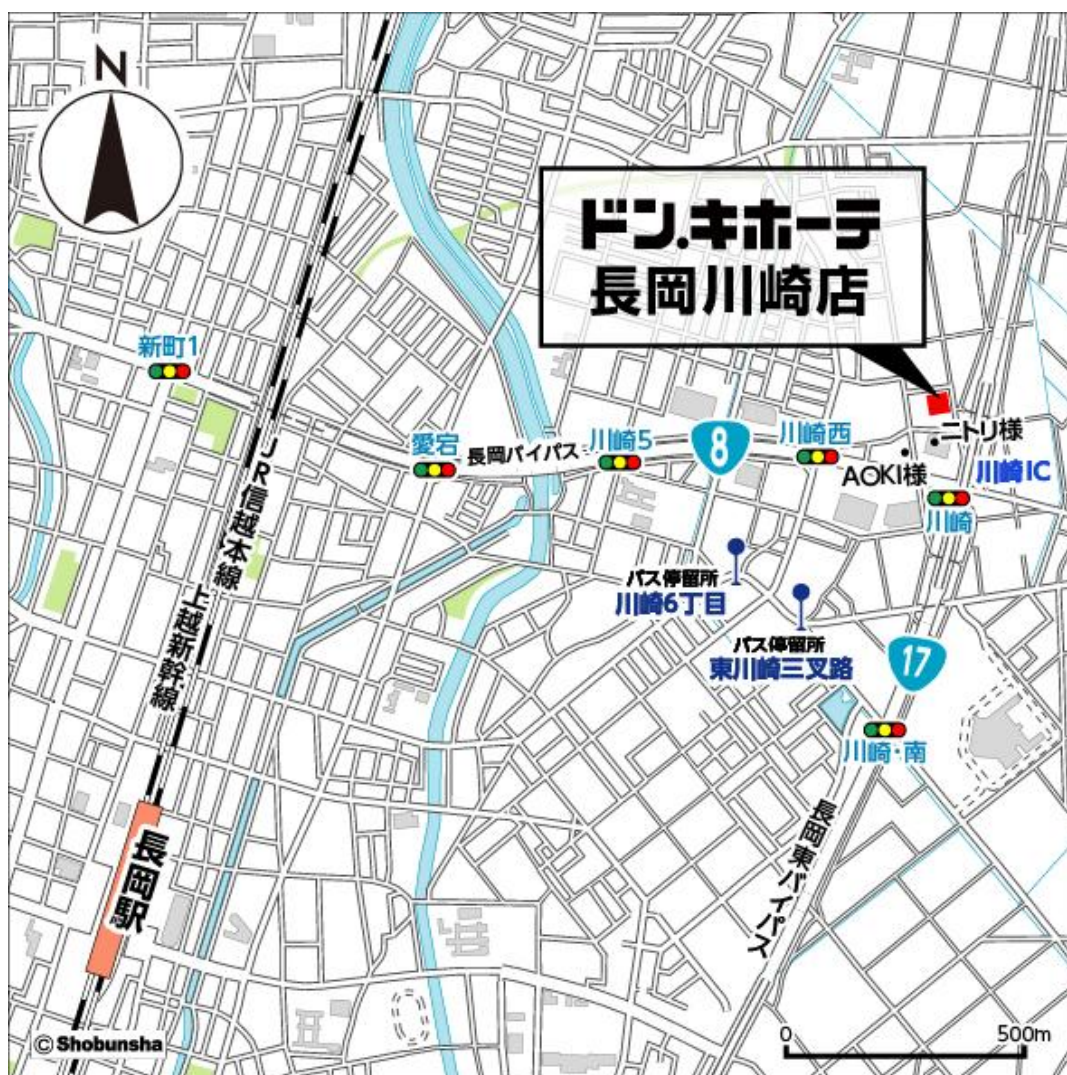 N
ドン.キホーテ
長岡川崎店
新町1
愛宕
長岡バイパス
川崎5
8
川崎西
ニトリ様
AOKI様
川崎IC
川崎
JR信越本線
上越新幹線
バス停留所
川崎6丁目
バス停留所
東川崎三叉路
17
川崎・南
長岡東バイパス
長岡駅
© Shobunsha
0 500m